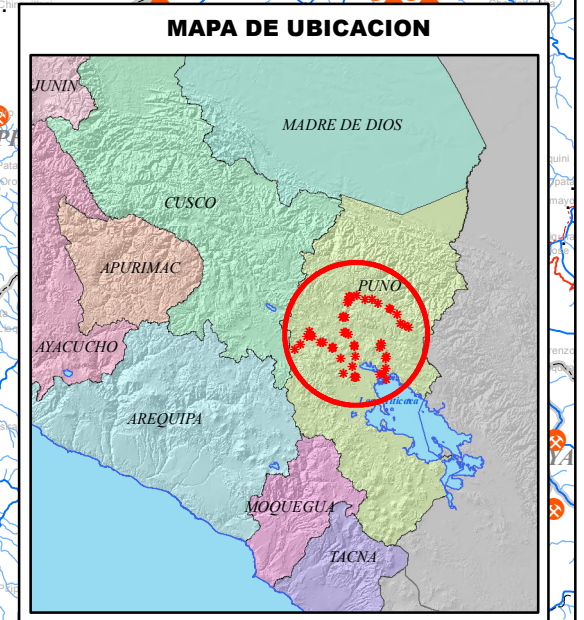 MAPA DE UBICACION
JUNIN
MADRE DE DIOS
CUSCO
APURIMAC
PUNO
AYACUCHO
AREQUIPA
MOQUEGUA
TACNA